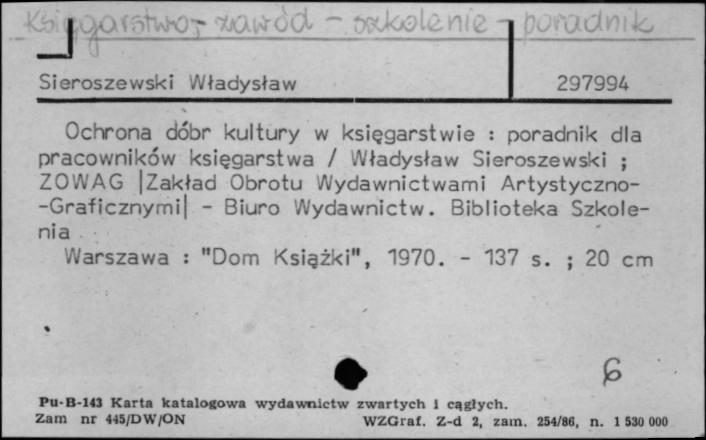 Księgarstwo - zawód - szkolenie - poradnik
Sieroszewski Władysław 297994
Ochrona dóbr kultury w księgarstwie : poradnik dla
pracowników księgarstwa / Władysław Sieroszewski ;
ZOWAG |Zakład Obrotu Wydawnictwami Artystyczno-
-Graficznymi| - Biuro Wydawnictw. Biblioteka Szkole-
nia
Warszawa : "Dom Książki", 1970. - 137 s. ; 20 cm
6
Pu-B-143 Karta katalogowa wydawnictw zwartych i ciągłych.
Zam nr 445/DW/ON WZGraf. Z-d 2, zam. 254/86, n. 1 530 000